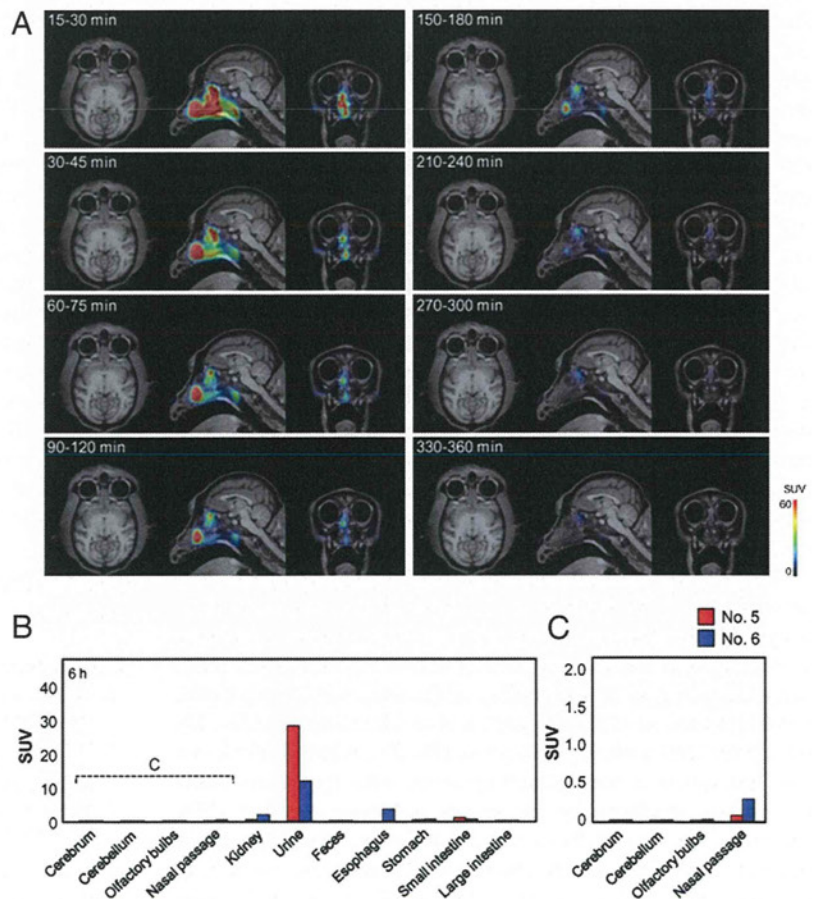 A
15-30 min
150-180 min
30-45 min
210-240 min
60-75 min
270-300 min
90-120 min
330-360 min
SUV
60
0
B
6 h
SUV
40
30
20
10
0
C
Cerebrum
Cerebellum
Olfactory bulbs
Nasal passage
Kidney
Urine
Feces
Esophagus
Stomach
Small intestine
Large intestine
C
No. 5
No. 6
SUV
2.0
1.5
1.0
0.5
0
Cerebrum
Cerebellum
Olfactory bulbs
Nasal passage